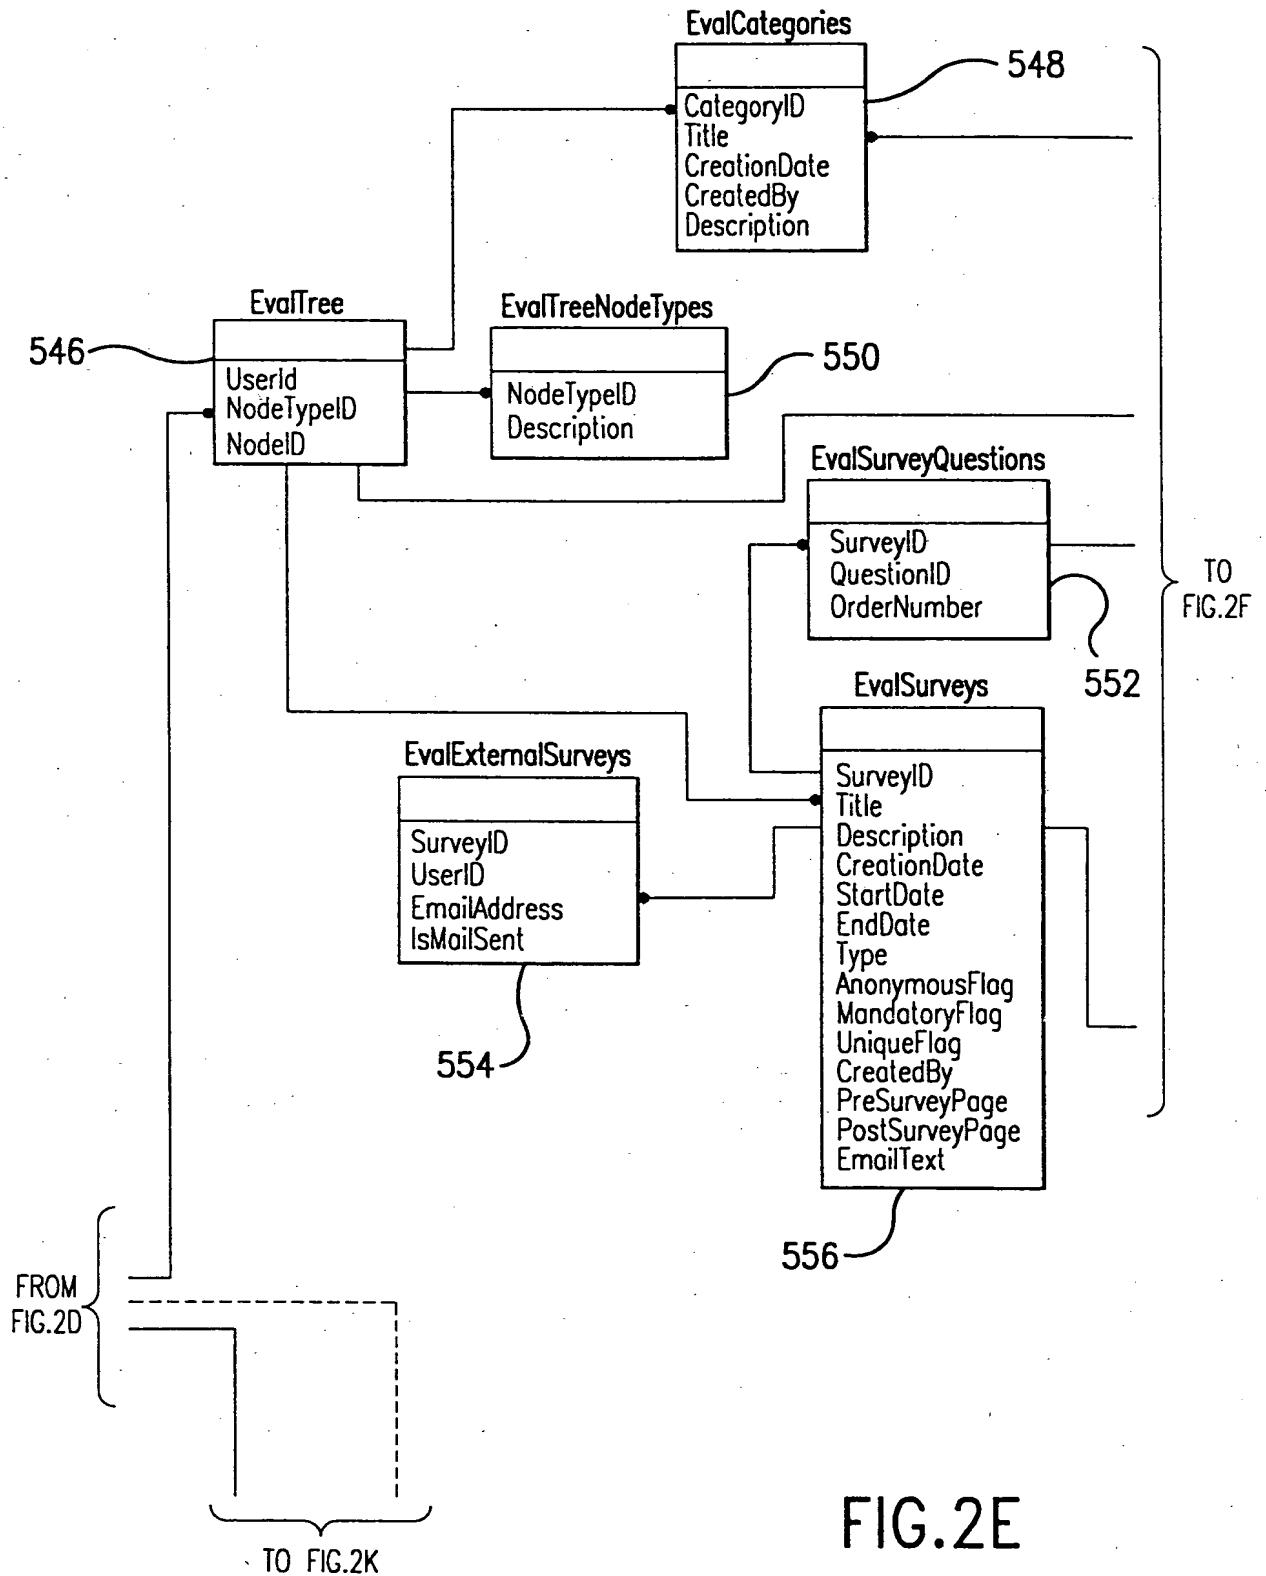 EvalCategories
548
CategoryID
Title
CreationDate
CreatedBy
Description
EvalTree
546
UserId
NodeTypeID
NodeID
EvalTreeNodeTypes
550
NodeTypeID
Description
EvalSurveyQuestions
SurveyID
QuestionID
OrderNumber
552
TO
FIG.2F
EvalExternalSurveys
SurveyID
UserID
EmailAddress
IsMailSent
554
EvalSurveys
SurveyID
Title
Description
CreationDate
StartDate
EndDate
Type
AnonymousFlag
MandatoryFlag
UniqueFlag
CreatedBy
PreSurveyPage
PostSurveyPage
EmailText
556
FROM
FIG.2D
TO FIG.2K
FIG.2E